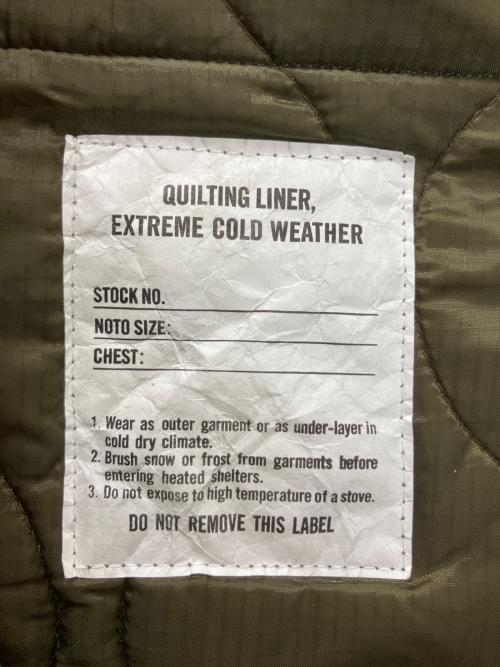 QUILTING LINER,
EXTREME COLD WEATHER
STOCK NO.
NOTO SIZE:
CHEST:
1. Wear as outer garment or as under-layer in
cold dry climate.
2. Brush snow or frost from garments before
entering heated shelters.
3. Do not expose to high temperature of a stove.
DO NOT REMOVE THIS LABEL